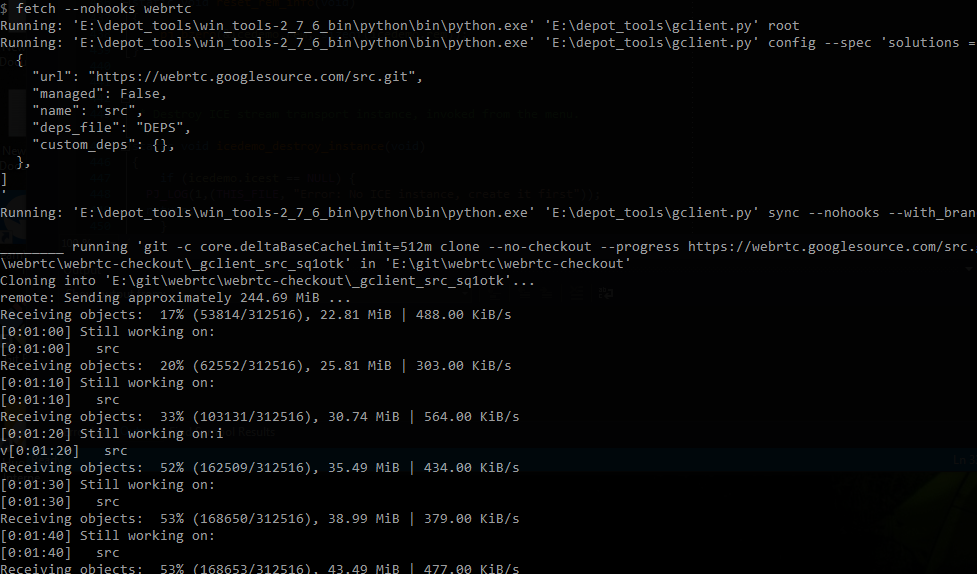 $ fetch --nohooks webrtc
Running: 'E:\depot_tools\win_tools-2_7_6_bin\python\bin\python.exe' 'E:\depot_tools\gclient.py' root
Running: 'E:\depot_tools\win_tools-2_7_6_bin\python\bin\python.exe' 'E:\depot_tools\gclient.py' config --spec 'solutions =
{
"url": "https://webrtc.googlesource.com/src.git",
"managed": False,
"name": "src",
"deps_file": "DEPS",
"custom_deps": {},
},
]
'
Running: 'E:\depot_tools\win_tools-2_7_6_bin\python\bin\python.exe' 'E:\depot_tools\gclient.py' sync --nohooks --with_bran
________ running 'git -c core.deltaBaseCacheLimit=512m clone --no-checkout --progress https://webrtc.googlesource.com/src.
\webrtc\webrtc-checkout\_gclient_src_sq1otk' in 'E:\git\webrtc\webrtc-checkout'
Cloning into 'E:\git\webrtc\webrtc-checkout\_gclient_src_sq1otk'...
remote: Sending approximately 244.69 MiB ...
Receiving objects:  17% (53814/312516), 22.81 MiB | 488.00 KiB/s
[0:01:00] Still working on:
[0:01:00]   src
Receiving objects:  20% (62552/312516), 25.81 MiB | 303.00 KiB/s
[0:01:10] Still working on:
[0:01:10]   src
Receiving objects:  33% (103131/312516), 30.74 MiB | 564.00 KiB/s
[0:01:20] Still working on:i
v[0:01:20]   src
Receiving objects:  52% (162509/312516), 35.49 MiB | 434.00 KiB/s
[0:01:30] Still working on:
[0:01:30]   src
Receiving objects:  53% (168650/312516), 38.99 MiB | 379.00 KiB/s
[0:01:40] Still working on:
[0:01:40]   src
Receiving objects:  53% (168653/312516), 43.49 MiB | 477.00 KiB/s